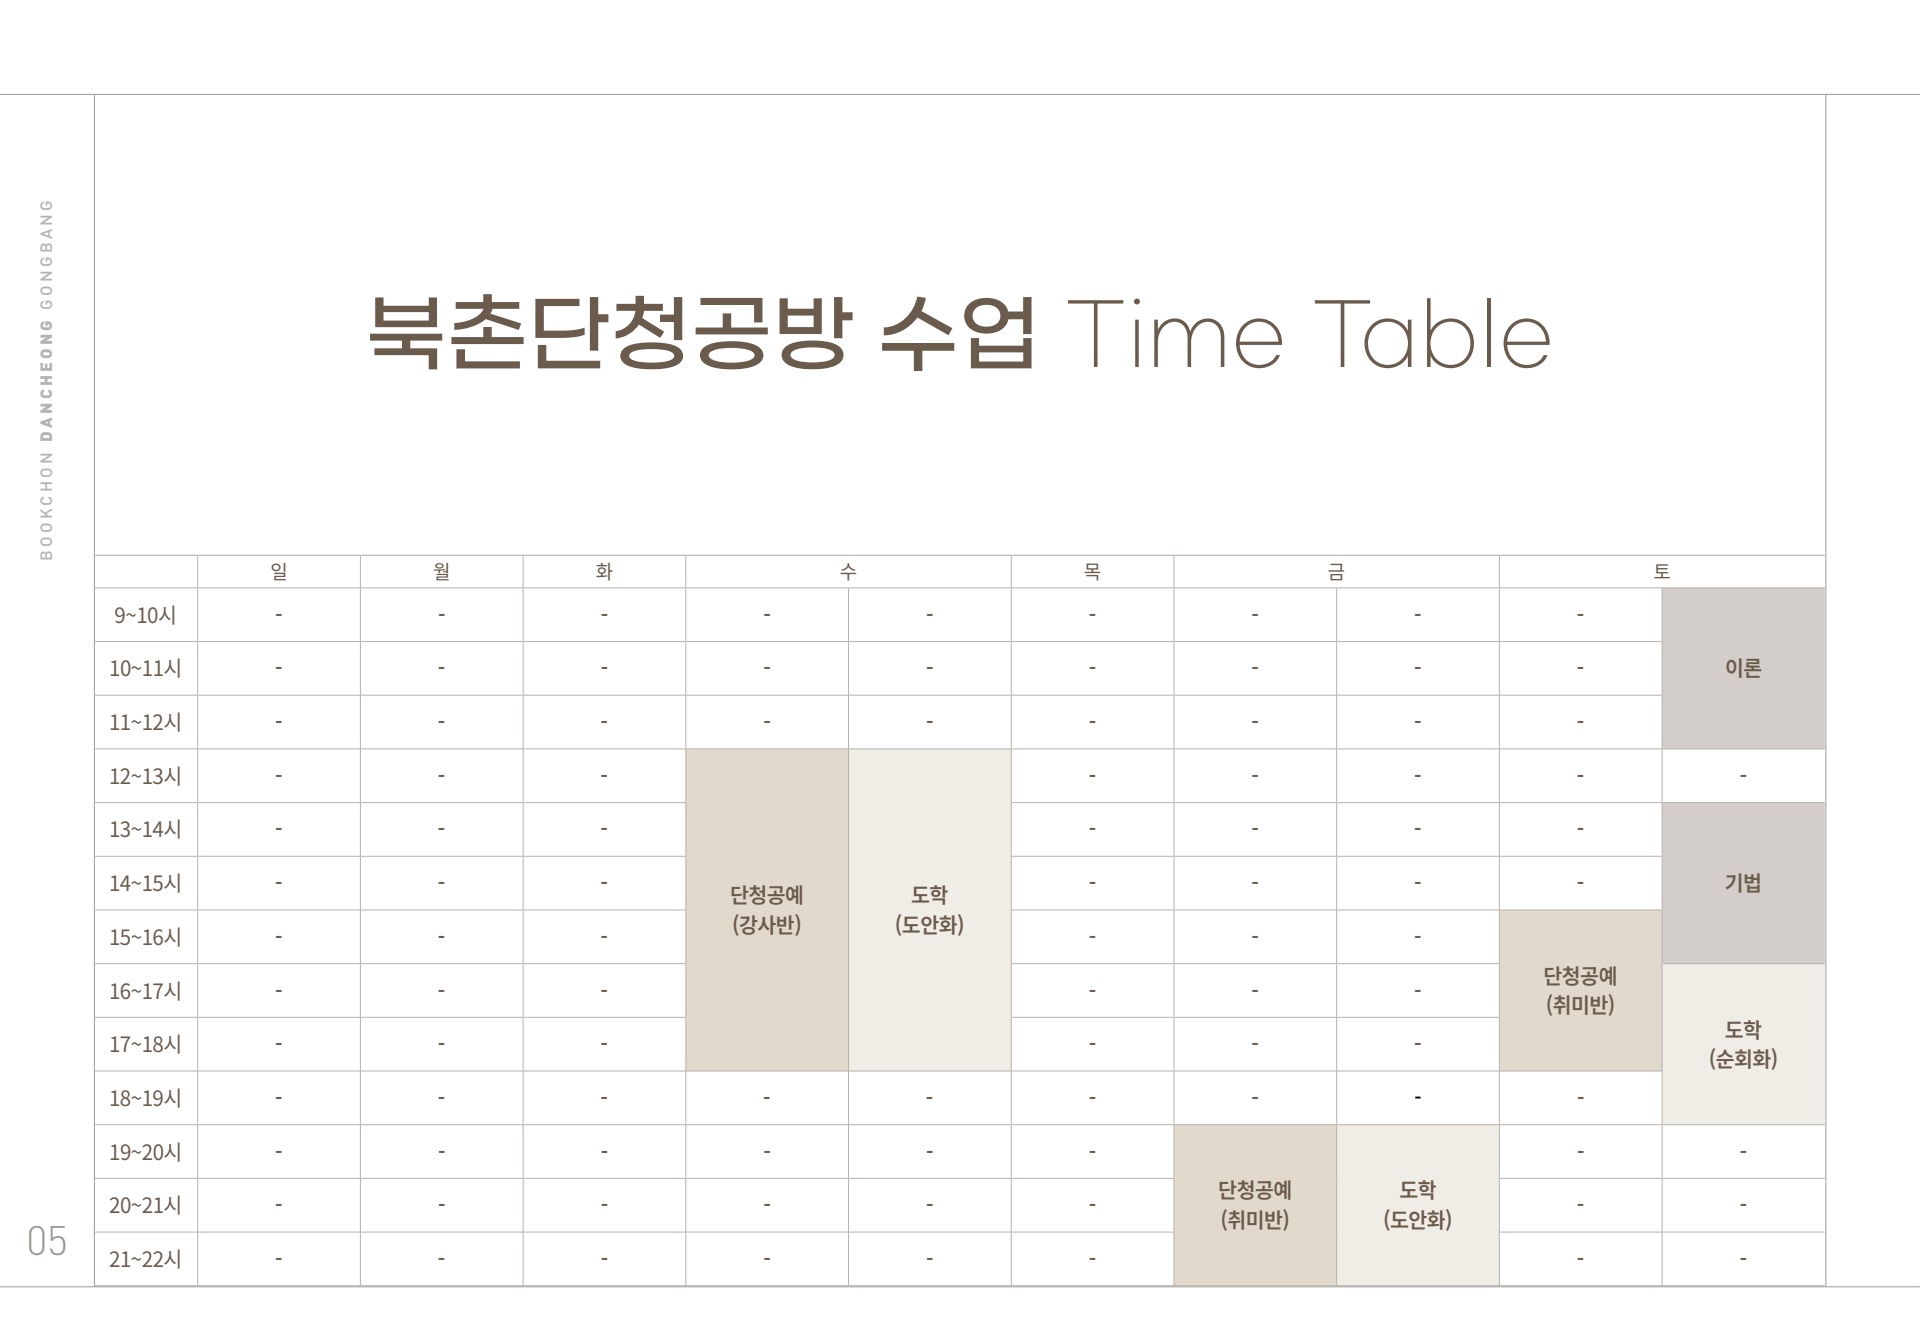 BOOKCHON DANCHEONG GONGBANG
북촌단청공방 수업 Time Table
일 월 화 수 목 금 토
9~10시 - - - - - - - - -
이론
10~11시 - - - - - - - - -
11~12시 - - - - - - - - -
12~13시 - - - - - - - -
단청공예
(강사반)
도학
(도안화)
13~14시 - - - - - - -
기법
14~15시 - - - - - - -
15~16시 - - - - - -
단청공예
(취미반)
16~17시 - - - - - -
도학
(순회화)
17~18시 - - - - - -
18~19시 - - - - - - - - -
19~20시 - - - - - - - -
단청공예
(취미반)
도학
(도안화)
20~21시 - - - - - - - -
21~22시 - - - - - - - -
05